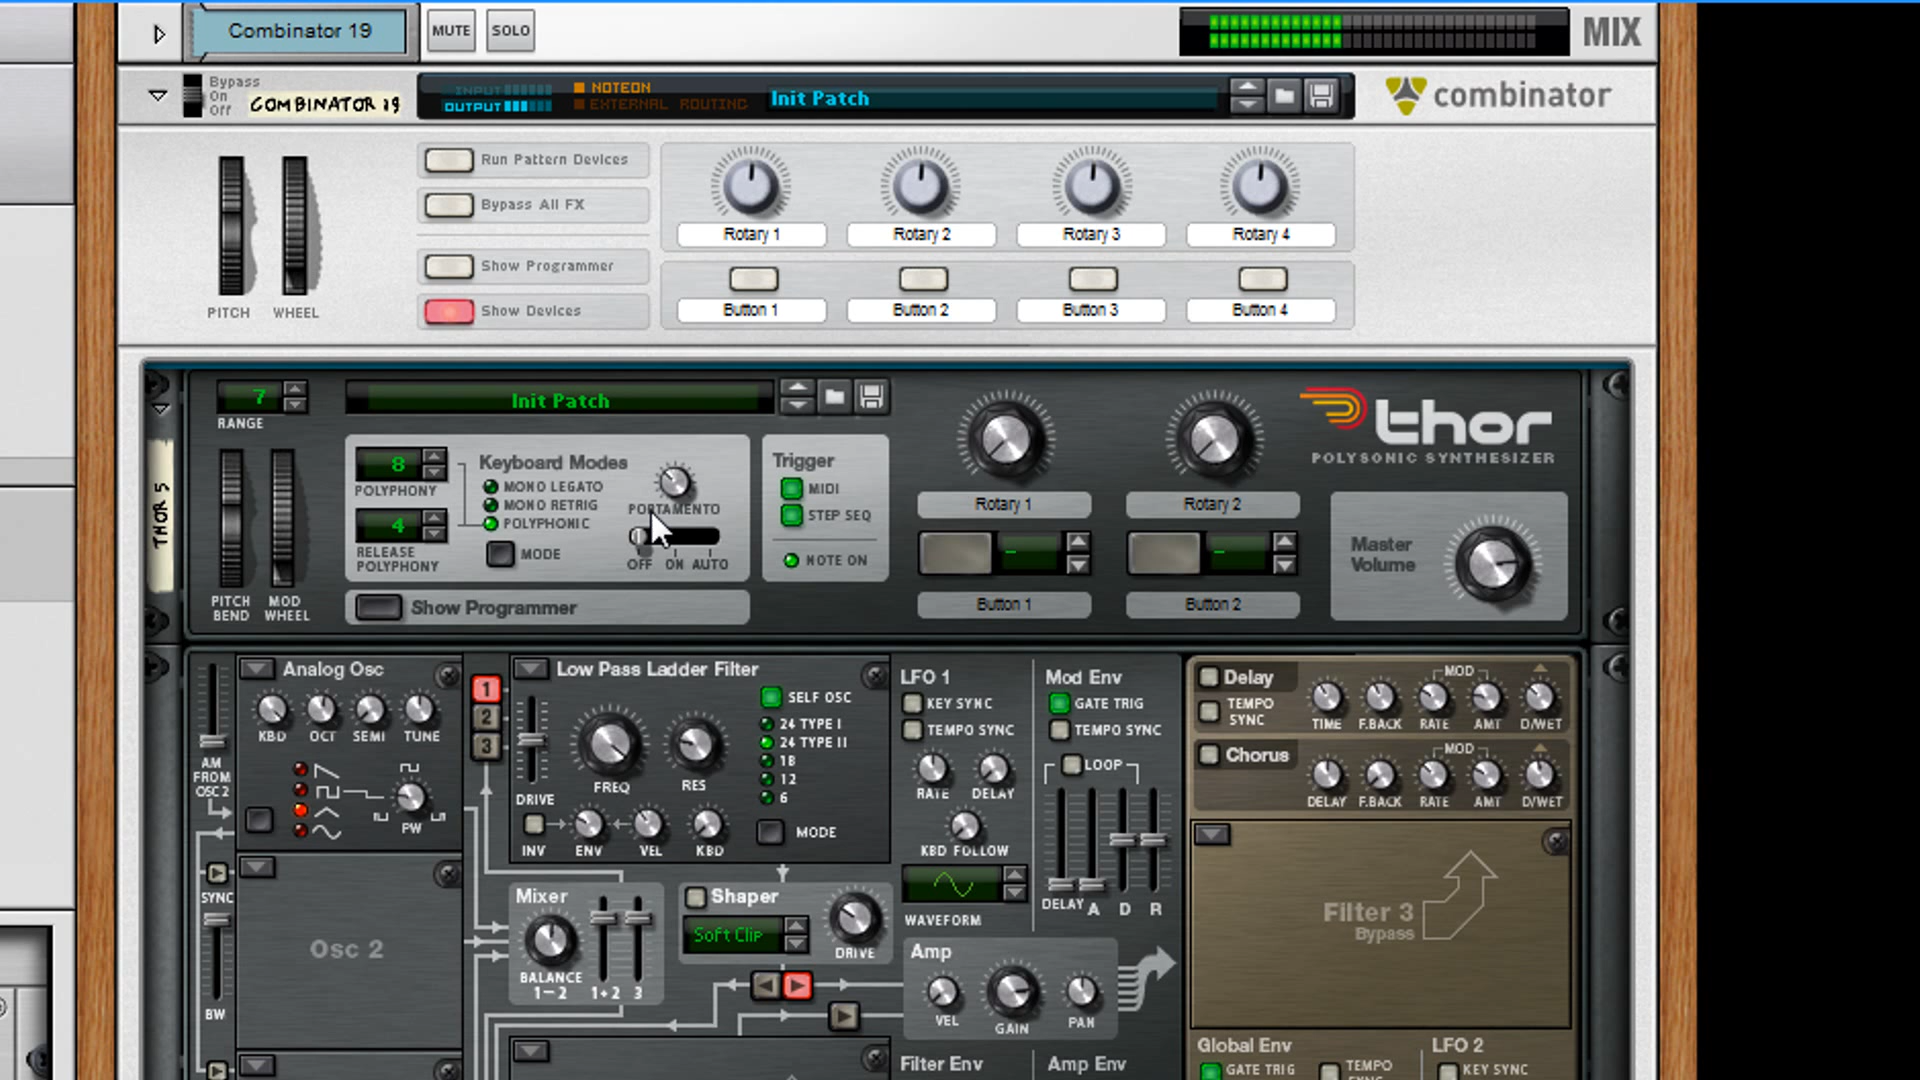 Combinator 19
MUTE
SOLO
MIX
Bypass
On
Off
COMBINATOR 19
INPUT
OUTPUT
NOTEON
EXTERNAL ROUTING
Init Patch
combinator
Run Pattern Devices
Bypass All FX
Show Programmer
Show Devices
PITCH
WHEEL
Rotary 1
Rotary 2
Rotary 3
Rotary 4
Button 1
Button 2
Button 3
Button 4
7
RANGE
Init Patch
thor
POLYSONIC SYNTHESIZER
THOR 5
8
POLYPHONY
4
RELEASE
POLYPHONY
Keyboard Modes
MONO LEGATO
MONO RETRIG
POLYPHONIC
MODE
PORTAMENTO
OFF ON AUTO
Trigger
MIDI
STEP SEQ
NOTE ON
Rotary 1
Rotary 2
Button 1
Button 2
Master
Volume
PITCH
BEND
MOD
WHEEL
Show Programmer
AM
FROM
OSC 2
Analog Osc
KBD OCT SEMI TUNE
PW
SYNC
BW
Osc 2
1
2
3
Low Pass Ladder Filter
DRIVE
FREQ
RES
SELF OSC
24 TYPE I
24 TYPE II
18
12
6
INV ENV VEL KBD
MODE
Mixer
BALANCE
1-2 1+2 3
Shaper
Soft Clip
DRIVE
LFO 1
KEY SYNC
TEMPO SYNC
RATE DELAY
KBD FOLLOW
WAVEFORM
Mod Env
GATE TRIG
TEMPO SYNC
LOOP
DELAY A D R
Amp
VEL GAIN PAN
Filter Env
Amp Env
Delay
TEMPO
SYNC
MOD
TIME F.BACK RATE AMT D/WET
Chorus
MOD
DELAY F.BACK RATE AMT D/WET
Filter 3
Bypass
Global Env
GATE TRIG
TEMPO
SYNC
LFO 2
KEY SYNC